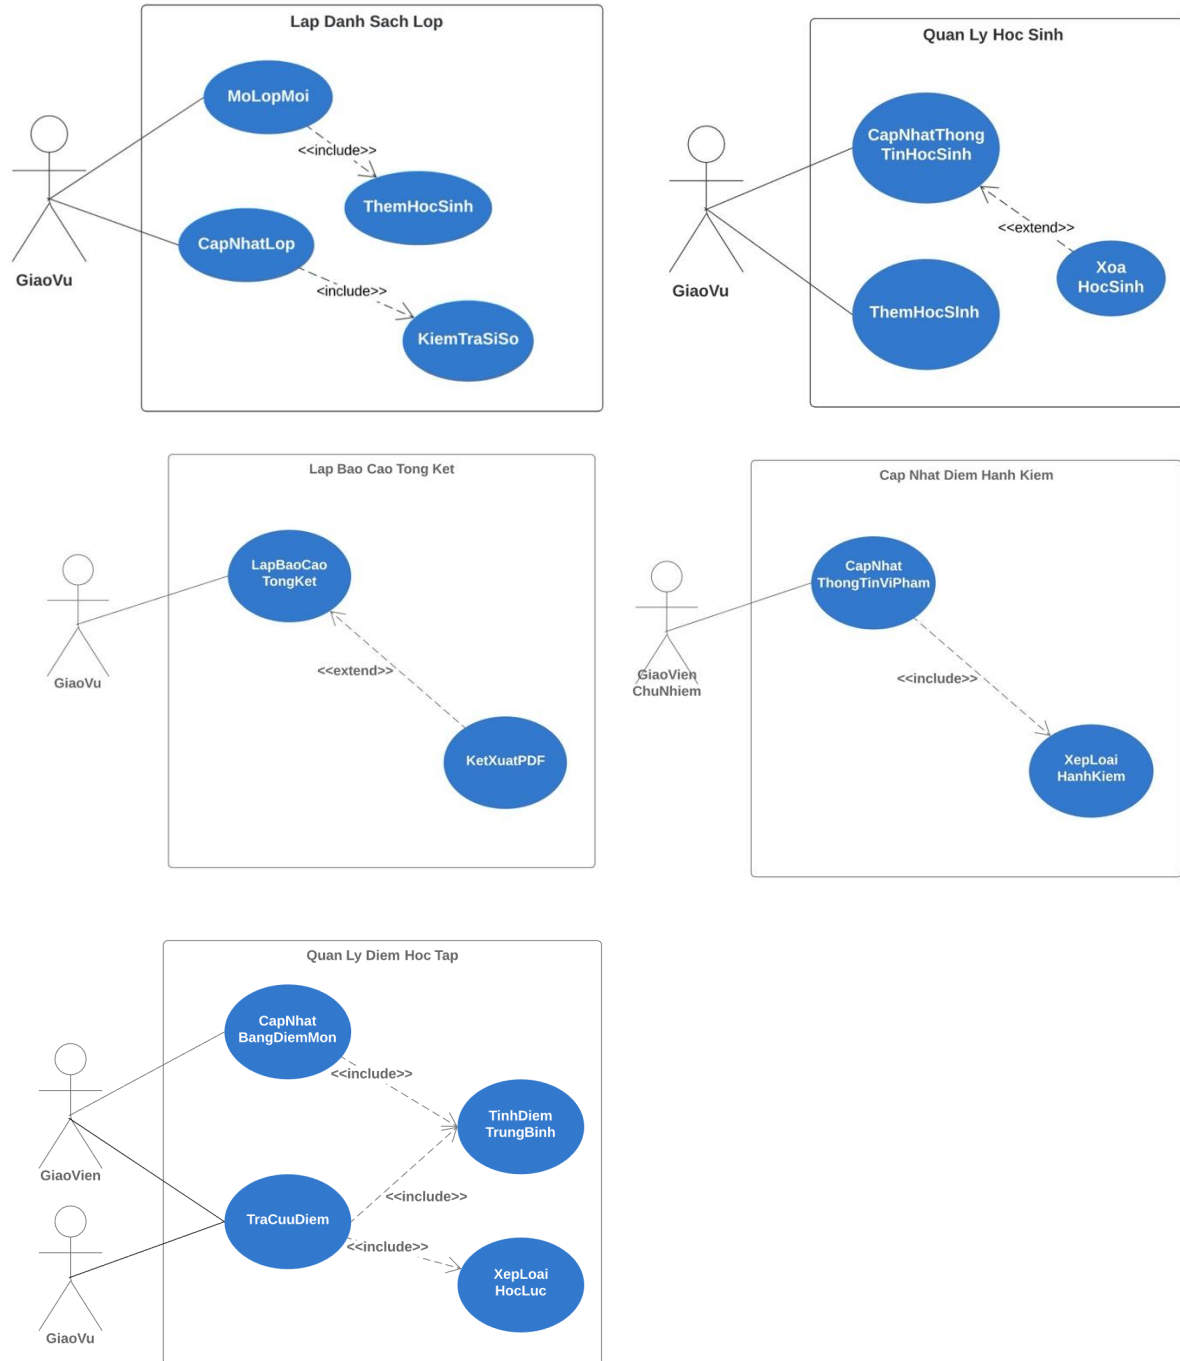 Lap Danh Sach Lop
MoLopMoi
<<include>>
ThemHocSinh
CapNhatLop
<include>>
KiemTraSiSo
GiaoVu
Quan Ly Hoc Sinh
CapNhatThong
TinHocSinh
<<extend>>
Xoa
HocSinh
ThemHocSInh
GiaoVu
Lap Bao Cao Tong Ket
LapBaoCao
TongKet
<<extend>>
KetXuatPDF
GiaoVu
Cap Nhat Diem Hanh Kiem
CapNhat
ThongTinViPham
<<include>>
XepLoai
HanhKiem
GiaoVien
ChuNhiem
Quan Ly Diem Hoc Tap
CapNhat
BangDiemMon
<<include>>
TinhDiem
TrungBinh
GiaoVien
<<include>>
TraCuuDiem
<<include>>
XepLoai
HocLuc
GiaoVu